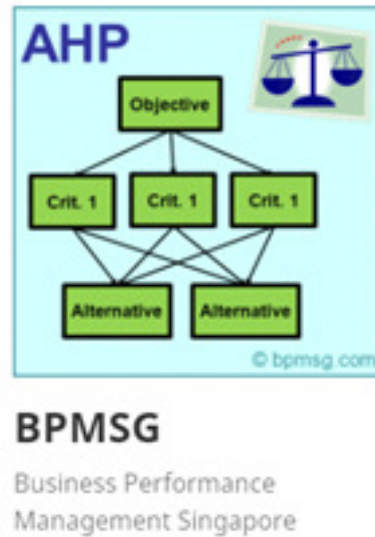 AHP
Objective
Crit. 1 Crit. 1 Crit. 1
Alternative Alternative
© bpmsg.com
BPMSG
Business Performance
Management Singapore